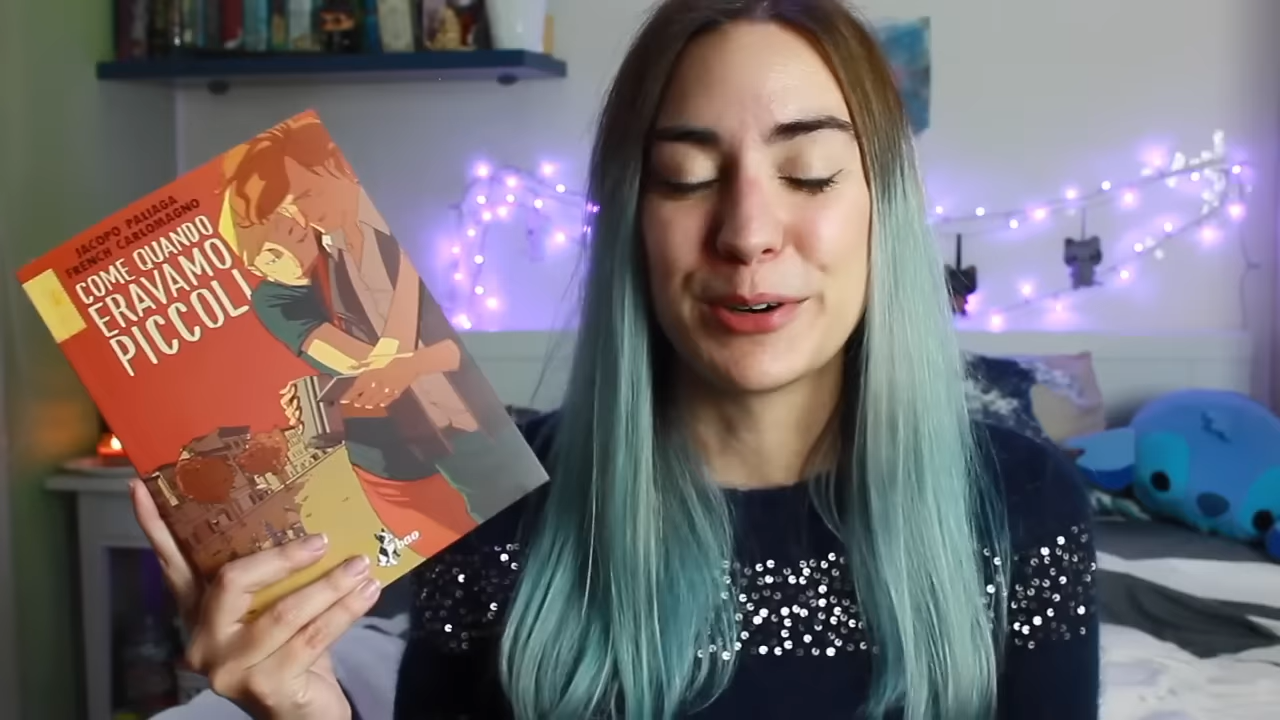 JACOPO PALIAGA
FRENCH CARLOMAGNO
COME QUANDO
ERAVAMO
PICCOLI
bao